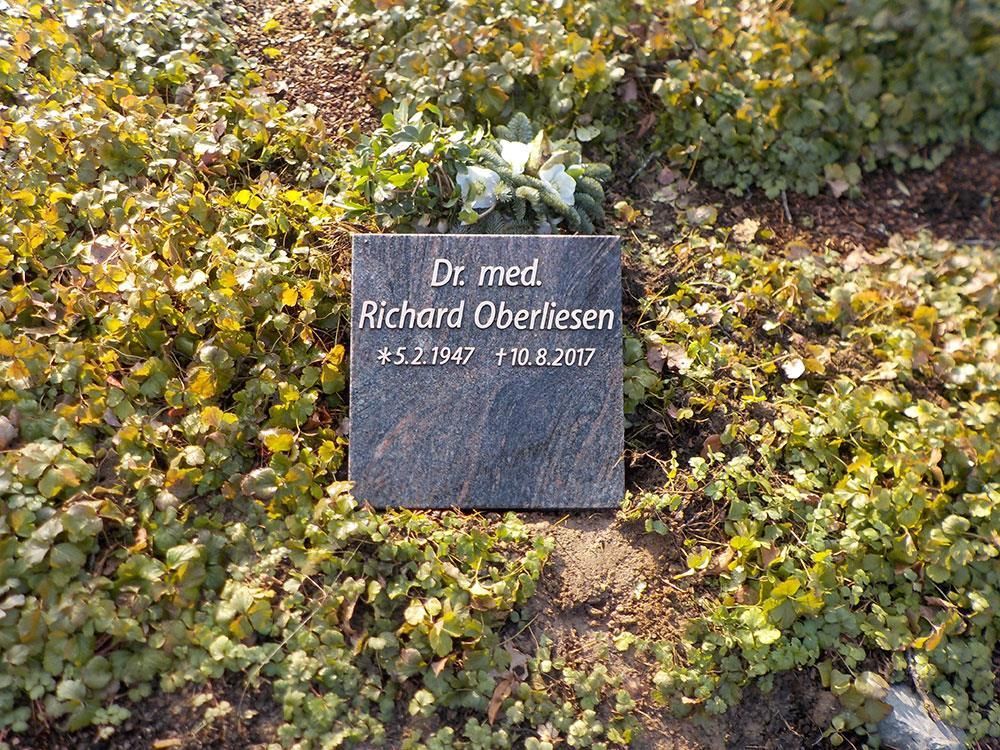 Dr. med.
Richard Oberliesen
*5.2.1947 †10.8.2017